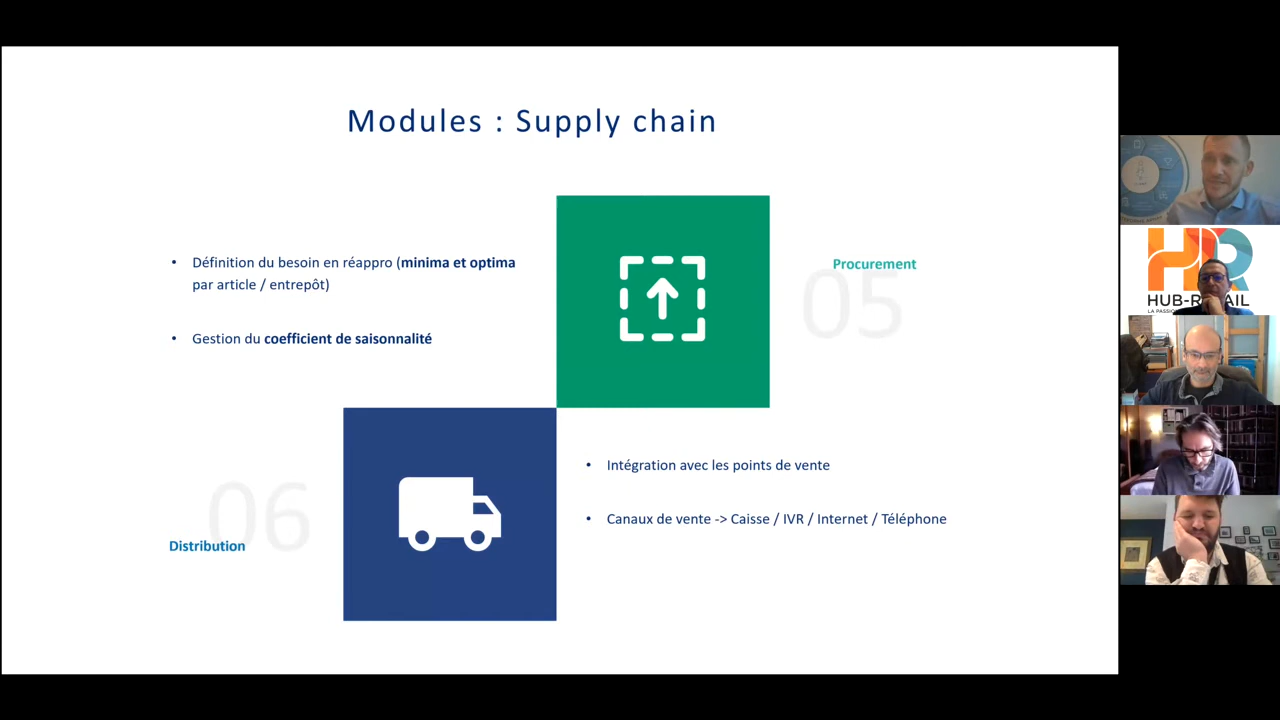 Modules : Supply chain
• Définition du besoin en réappro (minima et optima
par article / entrepôt)
• Gestion du coefficient de saisonnalité
Procurement
05
06
Distribution
• Intégration avec les points de vente
• Canaux de vente -> Caisse / IVR / Internet / Téléphone
HR
HUB-R AIL
LA